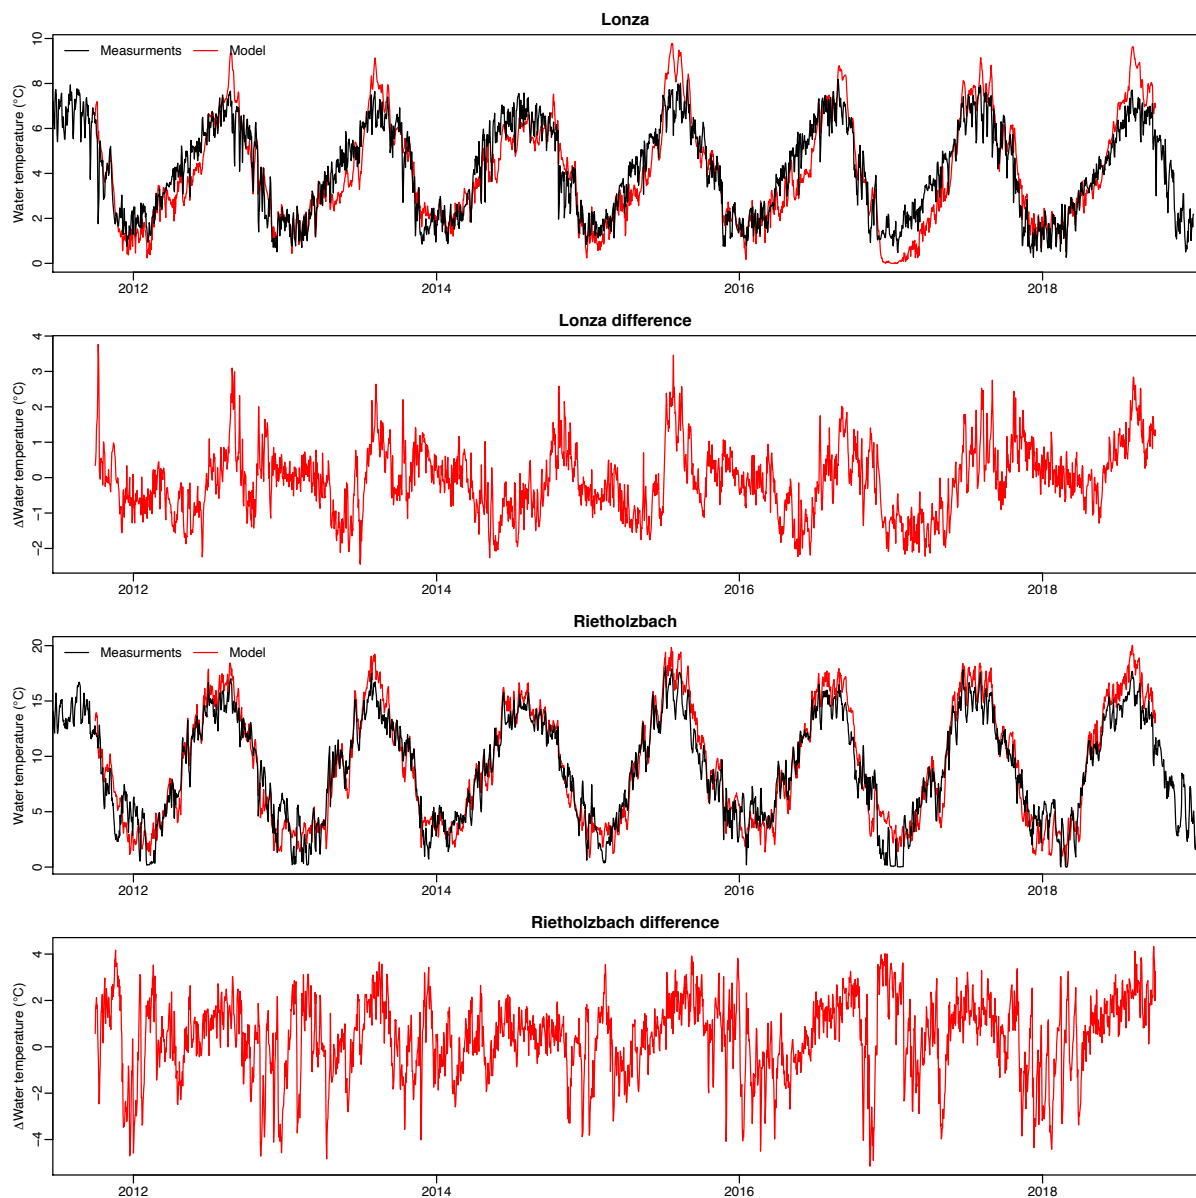 Lonza
Measurments Model
Water temperature (°C)
0 2 4 6 8 10
2012 2014 2016 2018
Lonza difference
ΔWater temperature (°C)
−2 −1 0 1 2 3 4
2012 2014 2016 2018
Rietholzbach
Measurments Model
Water temperature (°C)
0 5 10 15 20
2012 2014 2016 2018
Rietholzbach difference
ΔWater temperature (°C)
−4 −2 0 2 4
2012 2014 2016 2018